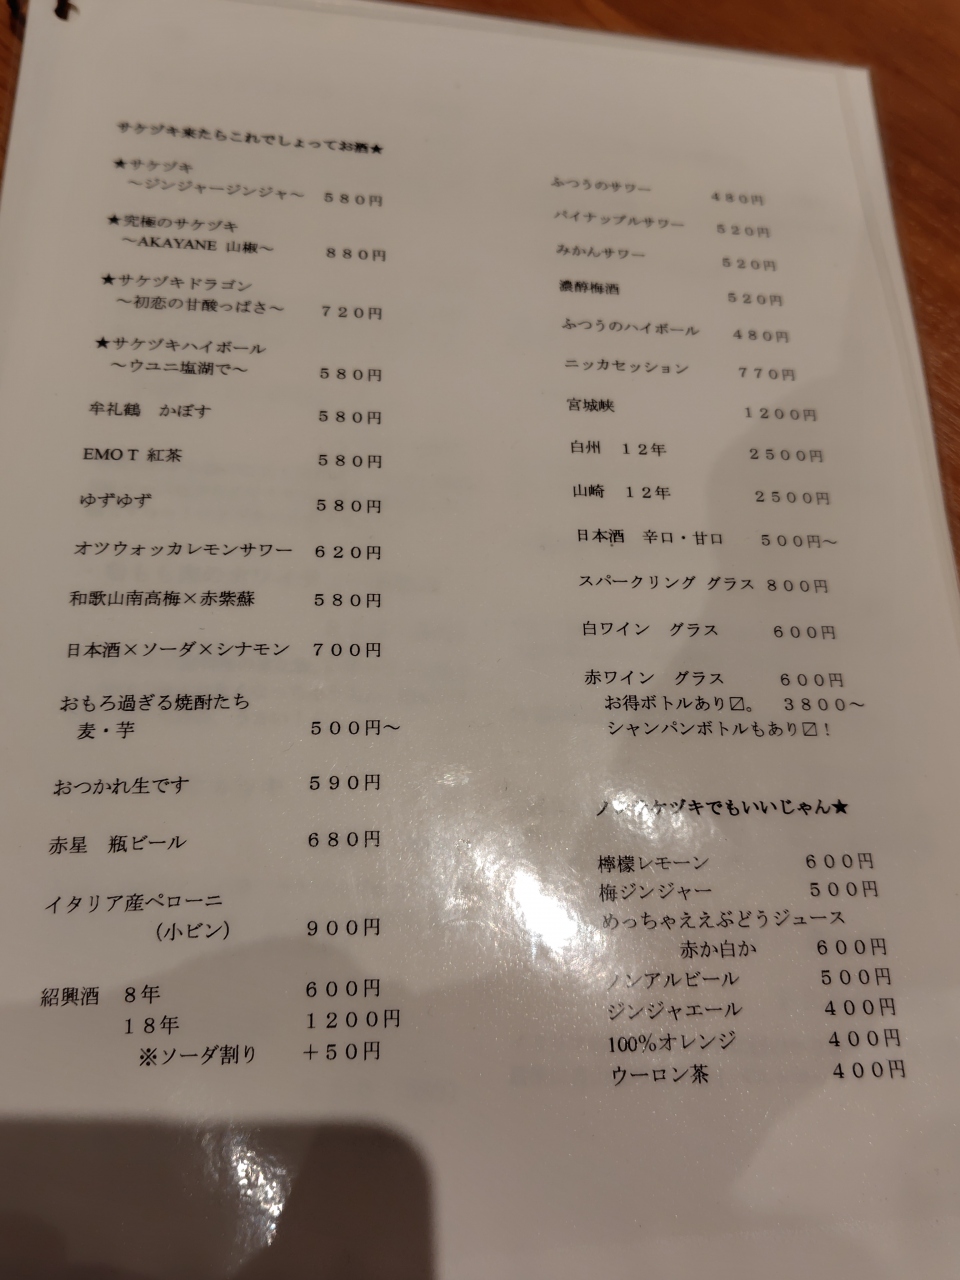 サケヅキ来たらこれでしょってお酒★
★サケヅキ
～ジンジャージンジャ～ ５８０円
★究極のサケヅキ
～AKAYANE 山椒～ ８８０円
★サケヅキドラゴン
～初恋の甘酸っぱさ～ ７２０円
★サケヅキハイボール
～ウユニ塩湖で～ ５８０円
牟礼鶴　かぼす ５８０円
EMO T 紅茶 ５８０円
ゆずゆず ５８０円
オツウォッカレモンサワー ６２０円
和歌山南高梅×赤紫蘇 ５８０円
日本酒×ソーダ×シナモン ７００円
おもろ過ぎる焼酎たち
麦・芋 ５００円～
おつかれ生です ５９０円
赤星　瓶ビール ６８０円
イタリア産ペローニ
（小ビン） ９００円
紹興酒　８年 ６００円
１８年 １２００円
※ソーダ割り ＋５０円
ふつうのサワー ４８０円
パイナップルサワー ５２０円
みかんサワー ５２０円
濃醇梅酒 ５２０円
ふつうのハイボール ４８０円
ニッカセッション ７７０円
宮城峡 １２００円
白州　１２年 ２５００円
山崎　１２年 ２５００円
日本酒　辛口・甘口 ５００円～
スパークリング グラス ８００円
白ワイン　グラス ６００円
赤ワイン　グラス ６００円
お得ボトルあり〼。 ３８００～
シャンパンボトルもあり〼！
ヅキでもいいじゃん★
檸檬レモーン ６００円
梅ジンジャー ５００円
めっちゃええぶどうジュース
赤か白か ６００円
ノンアルビール ５００円
ジンジャエール ４００円
100％オレンジ ４００円
ウーロン茶 ４００円